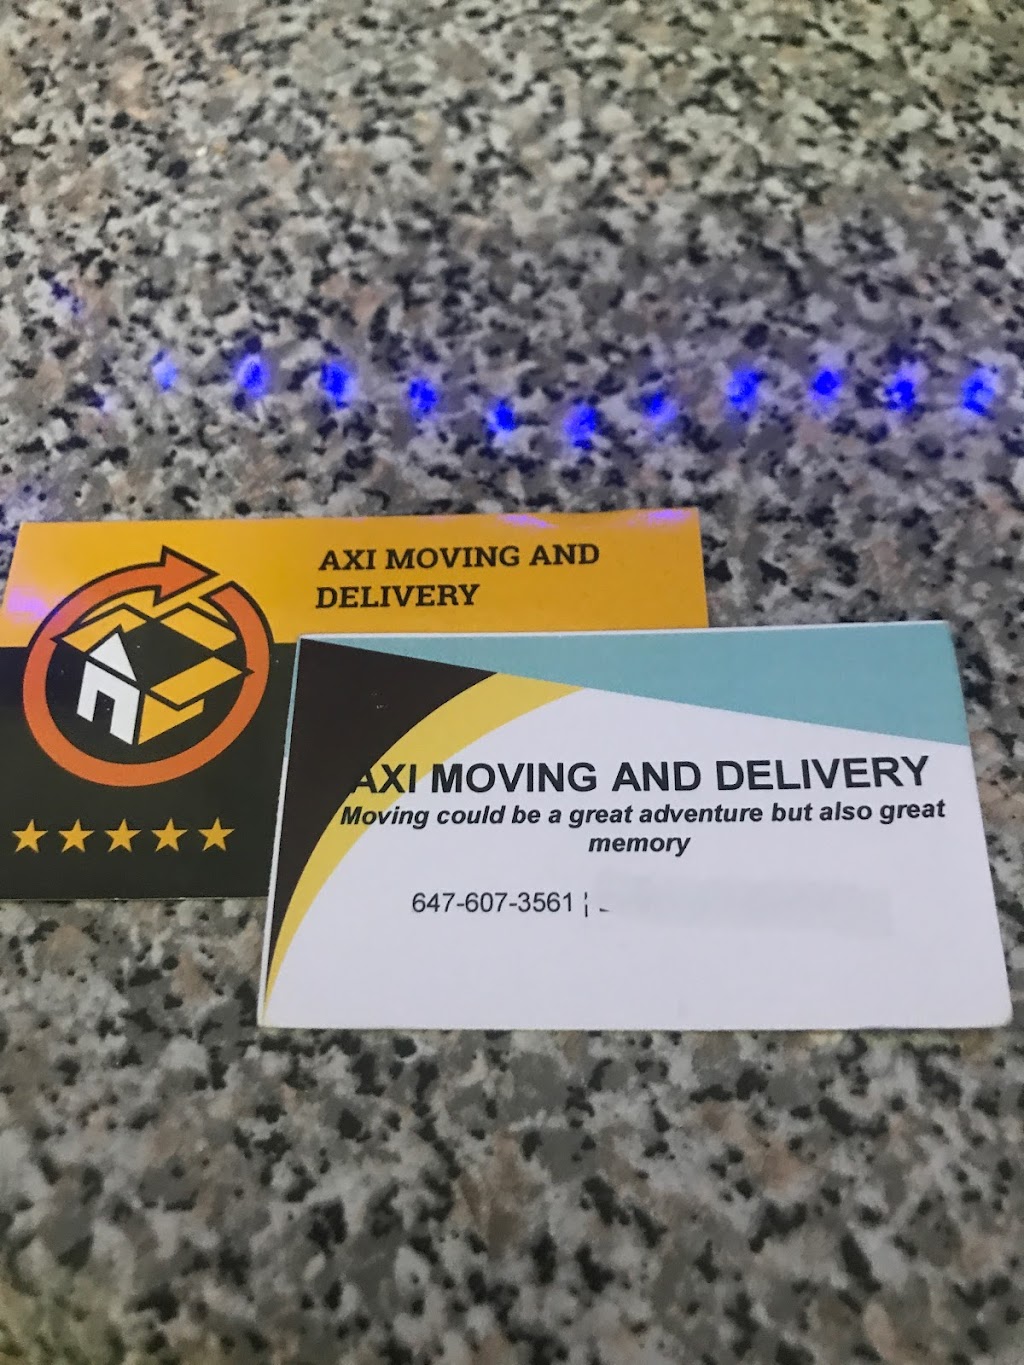 AXI MOVING AND
DELIVERY
AXI MOVING AND DELIVERY
Moving could be a great adventure but also great
memory
647-607-3561 ¦